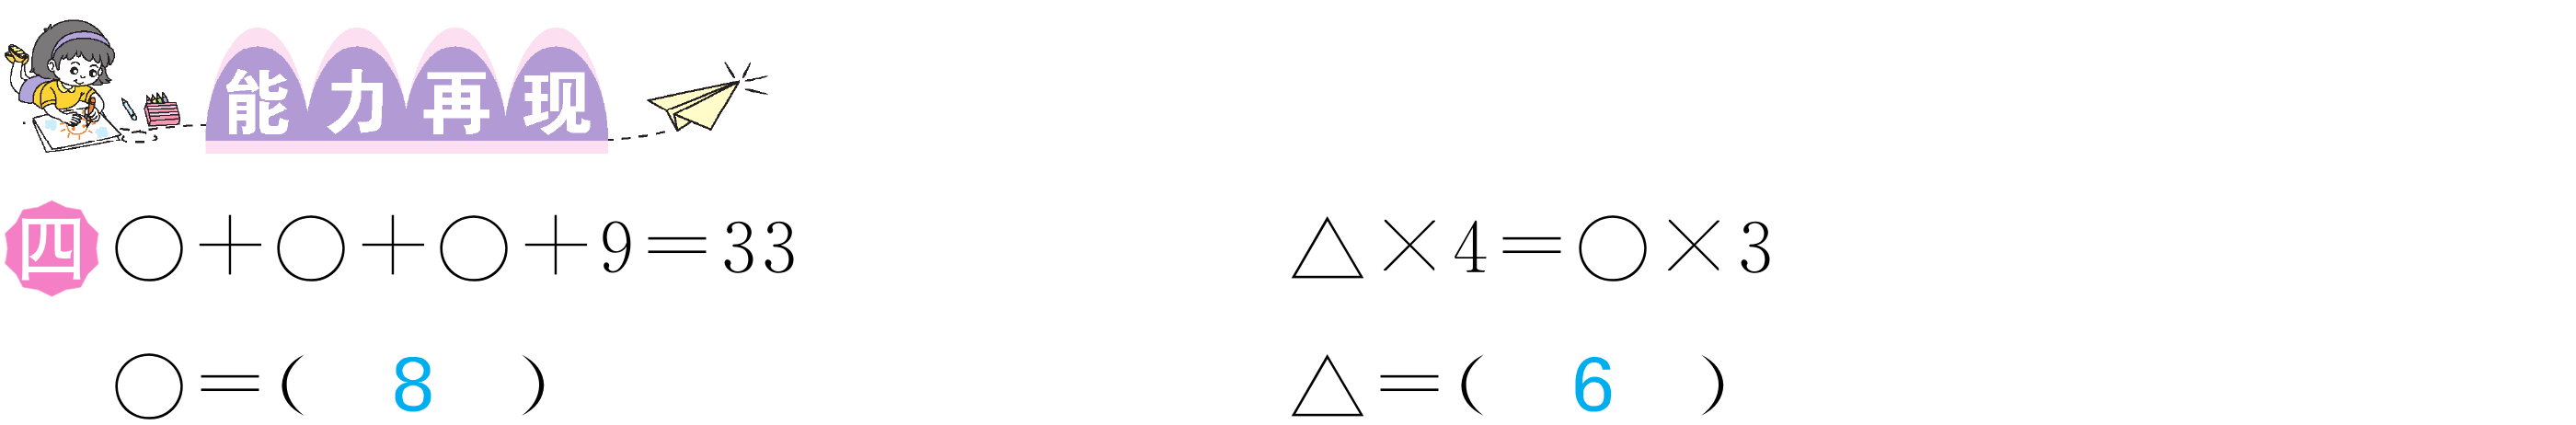 能力再现
四 ○+○+○+9=33 △×4=○×3
○=( 8 ) △=( 6 )